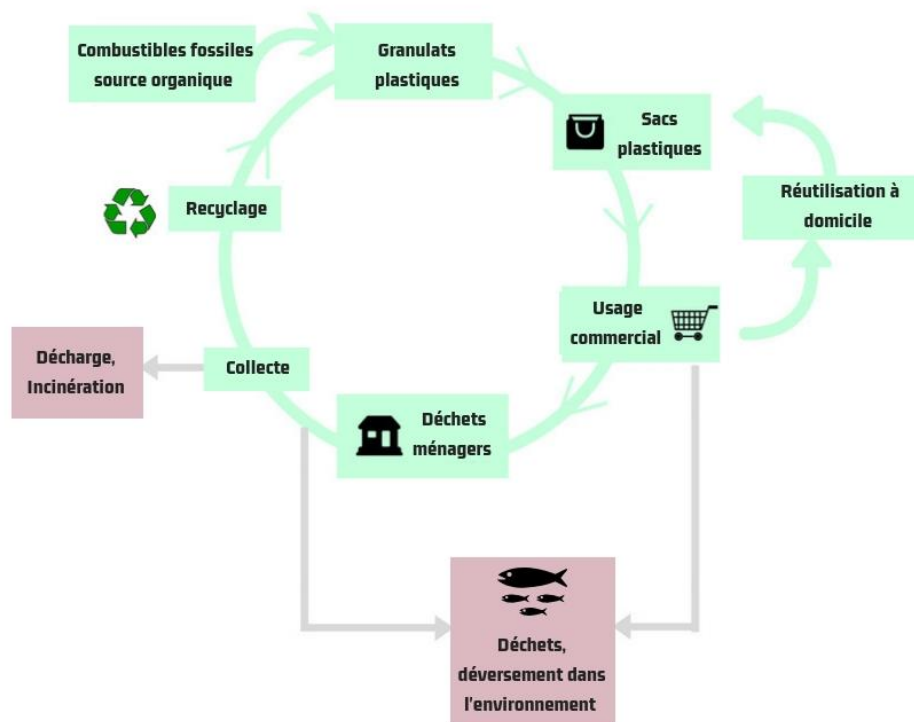 Combustibles fossiles
source organique
Granulats
plastiques
Sacs
plastiques
Réutilisation à
domicile
Recyclage
Usage
commercial
Décharge,
Incinération
Collecte
Déchets
ménagers
Déchets,
déversement dans
l'environnement